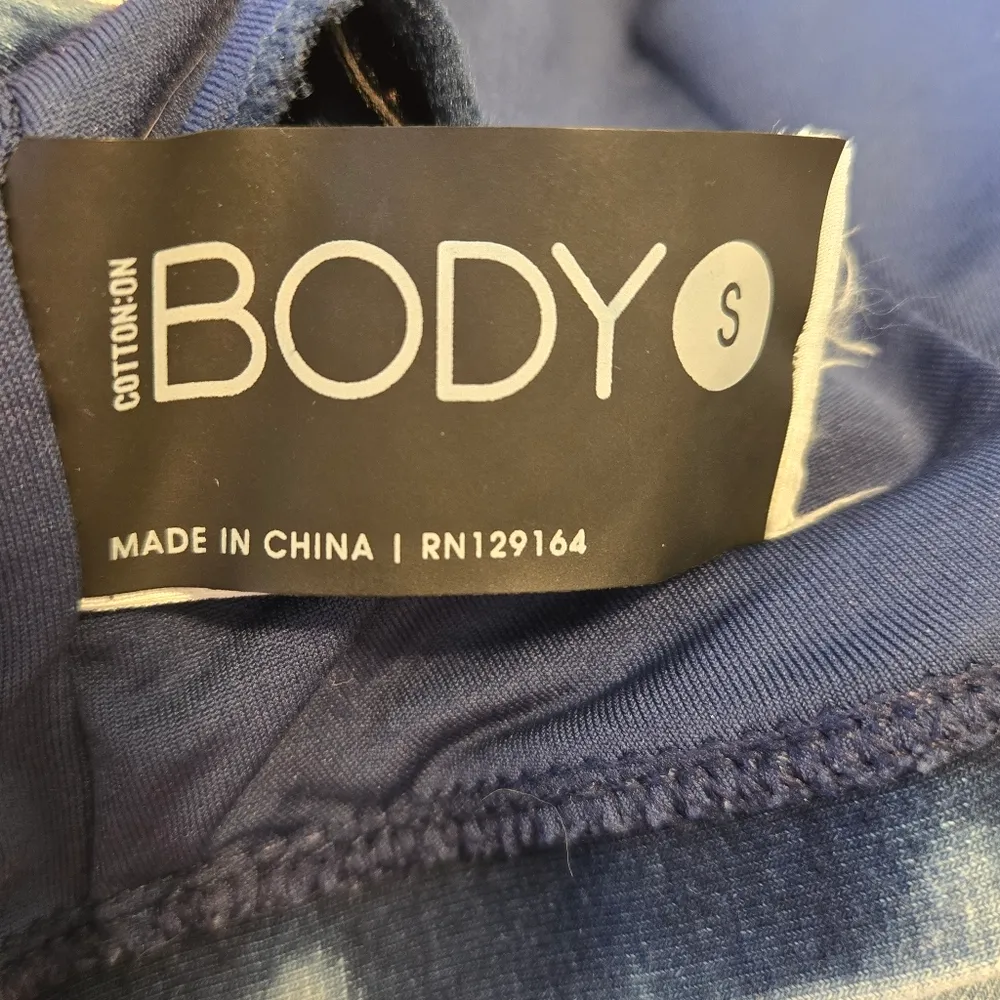 COTTON:ON
BODY S
MADE IN CHINA | RN129164